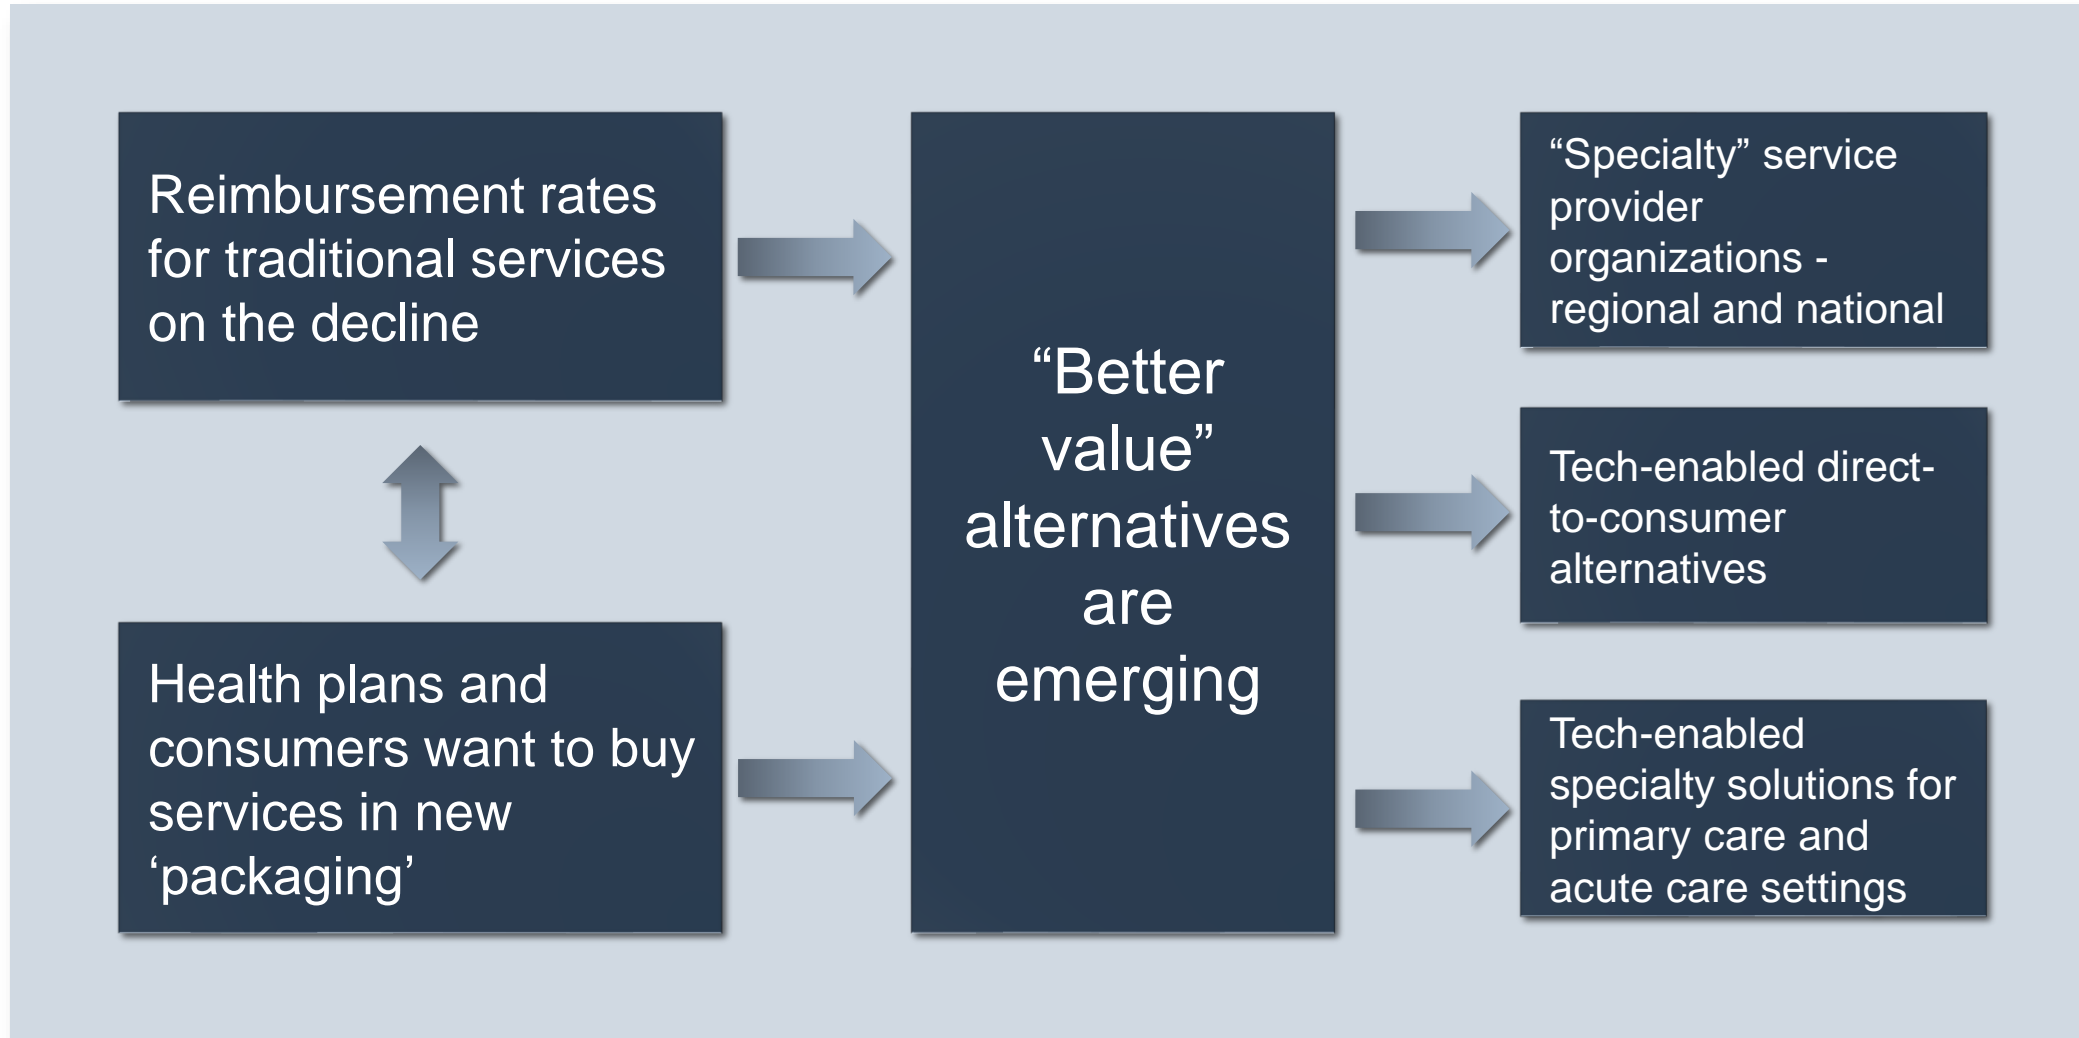 Reimbursement rates
for traditional services
on the decline
Health plans and
consumers want to buy
services in new
‘packaging’
“Better
value”
alternatives
are
emerging
“Specialty” service
provider
organizations -
regional and national
Tech-enabled direct-
to-consumer
alternatives
Tech-enabled
specialty solutions for
primary care and
acute care settings